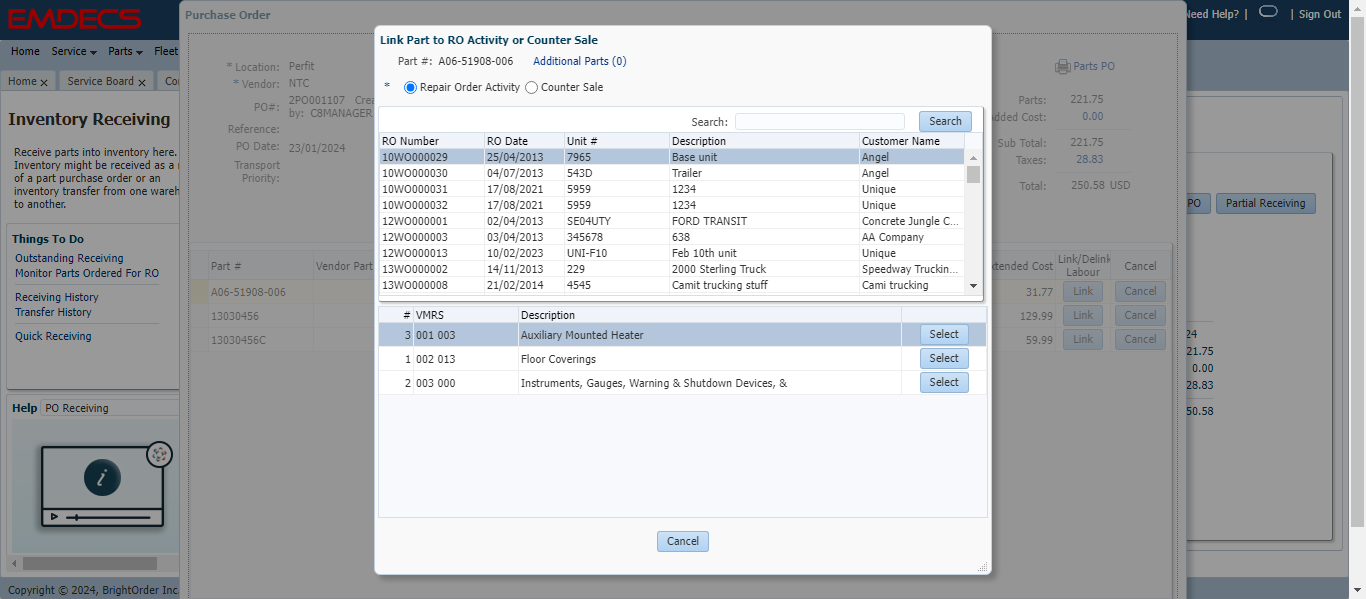 EMDECS
Need Help? | | Sign Out
Home Service Parts Fleet
Home x Service Board x Co
Inventory Receiving
Receive parts into inventory here.
Inventory might be received as a
of a part purchase order or an
inventory transfer from one
to another.
Things To Do
Outstanding Receiving
Monitor Parts Ordered For RO
Receiving History
Transfer History
Quick Receiving
Help PO Receiving
Copyright © 2024, BrightOrder Inc.
Purchase Order
* Location: Perfit
* Vendor: NTC
PO#: 2PO001107 Crea
by: C8MANAGER
Reference:
PO Date: 23/01/2024
Transport
Priority:
Parts PO
Parts: 221.75
Added Cost: 0.00
Sub Total: 221.75
Taxes: 28.83
Total: 250.58 USD
PO Partial Receiving
Part # Vendor Part
A06-51908-006
13030456
13030456C
Extended Cost Link/Delink
Labour Cancel
31.77 Link Cancel
129.99 Link Cancel
59.99 Link Cancel
24
21.75
0.00
28.83
50.58
Link Part to RO Activity or Counter Sale
Part #: A06-51908-006 Additional Parts (0)
* Repair Order Activity Counter Sale
Search: Search
RO Number RO Date Unit # Description Customer Name
10WO000029 25/04/2013 7965 Base unit Angel
10WO000030 04/07/2013 543D Trailer Angel
10WO000031 17/08/2021 5959 1234 Unique
10WO000032 17/08/2021 5959 1234 Unique
12WO000001 02/04/2013 SE04UTY FORD TRANSIT Concrete Jungle C...
12WO000003 03/04/2013 345678 638 AA Company
12WO000013 10/02/2023 UNI-F10 Feb 10th unit Unique
13WO000002 14/11/2013 229 2000 Sterling Truck Speedway Truckin...
13WO000008 21/02/2014 4545 Camit trucking stuff Cami trucking
# VMRS Description
3 001 003 Auxiliary Mounted Heater Select
1 002 013 Floor Coverings Select
2 003 000 Instruments, Gauges, Warning & Shutdown Devices, & Select
Cancel